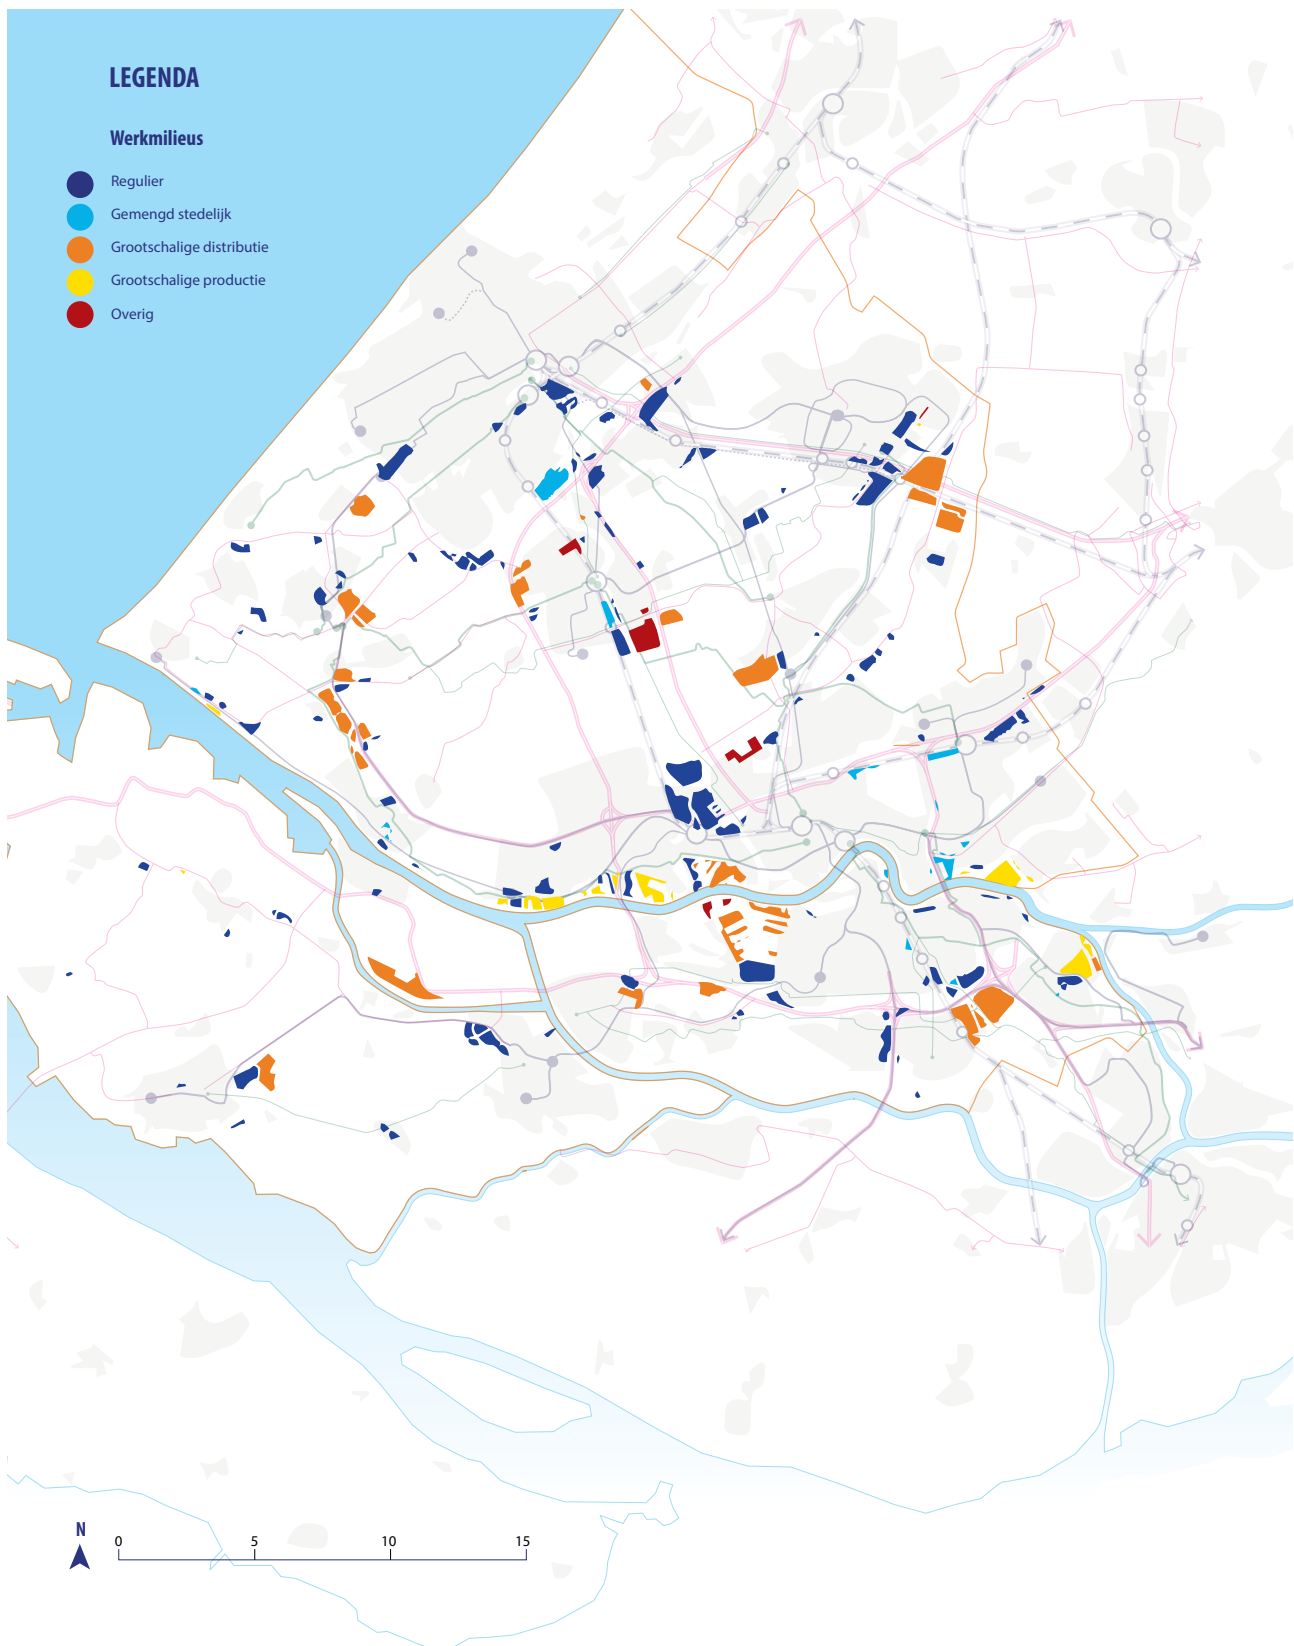 LEGENDA
Werkmilieus
Regulier
Gemengd stedelijk
Grootschalige distributie
Grootschalige productie
Overig
N
0 5 10 15